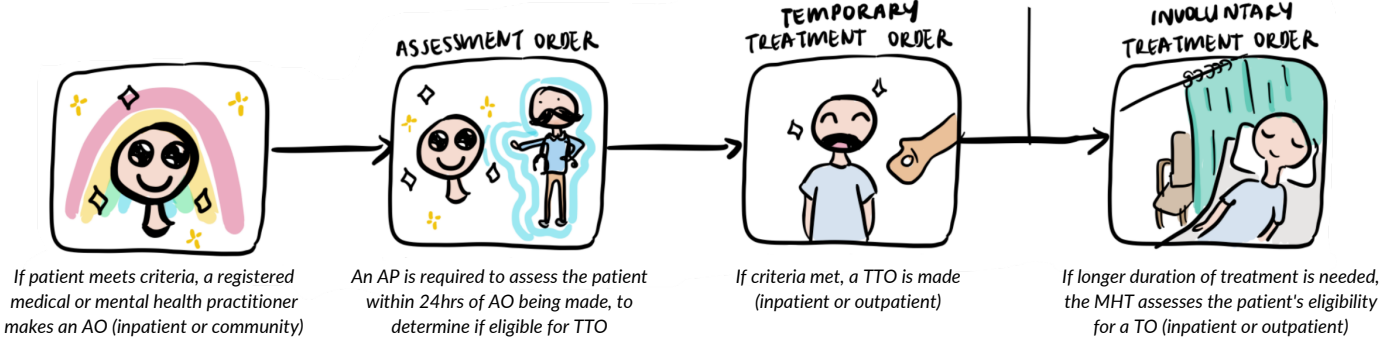 ASSESSMENT ORDER
TEMPORARY
TREATMENT ORDER
INVOLUNTARY
TREATMENT ORDER
If patient meets criteria, a registered
medical or mental health practitioner
makes an AO (inpatient or community)
An AP is required to assess the patient
within 24hrs of AO being made, to
determine if eligible for TTO
If criteria met, a TTO is made
(inpatient or outpatient)
If longer duration of treatment is needed,
the MHT assesses the patient's eligibility
for a TO (inpatient or outpatient)